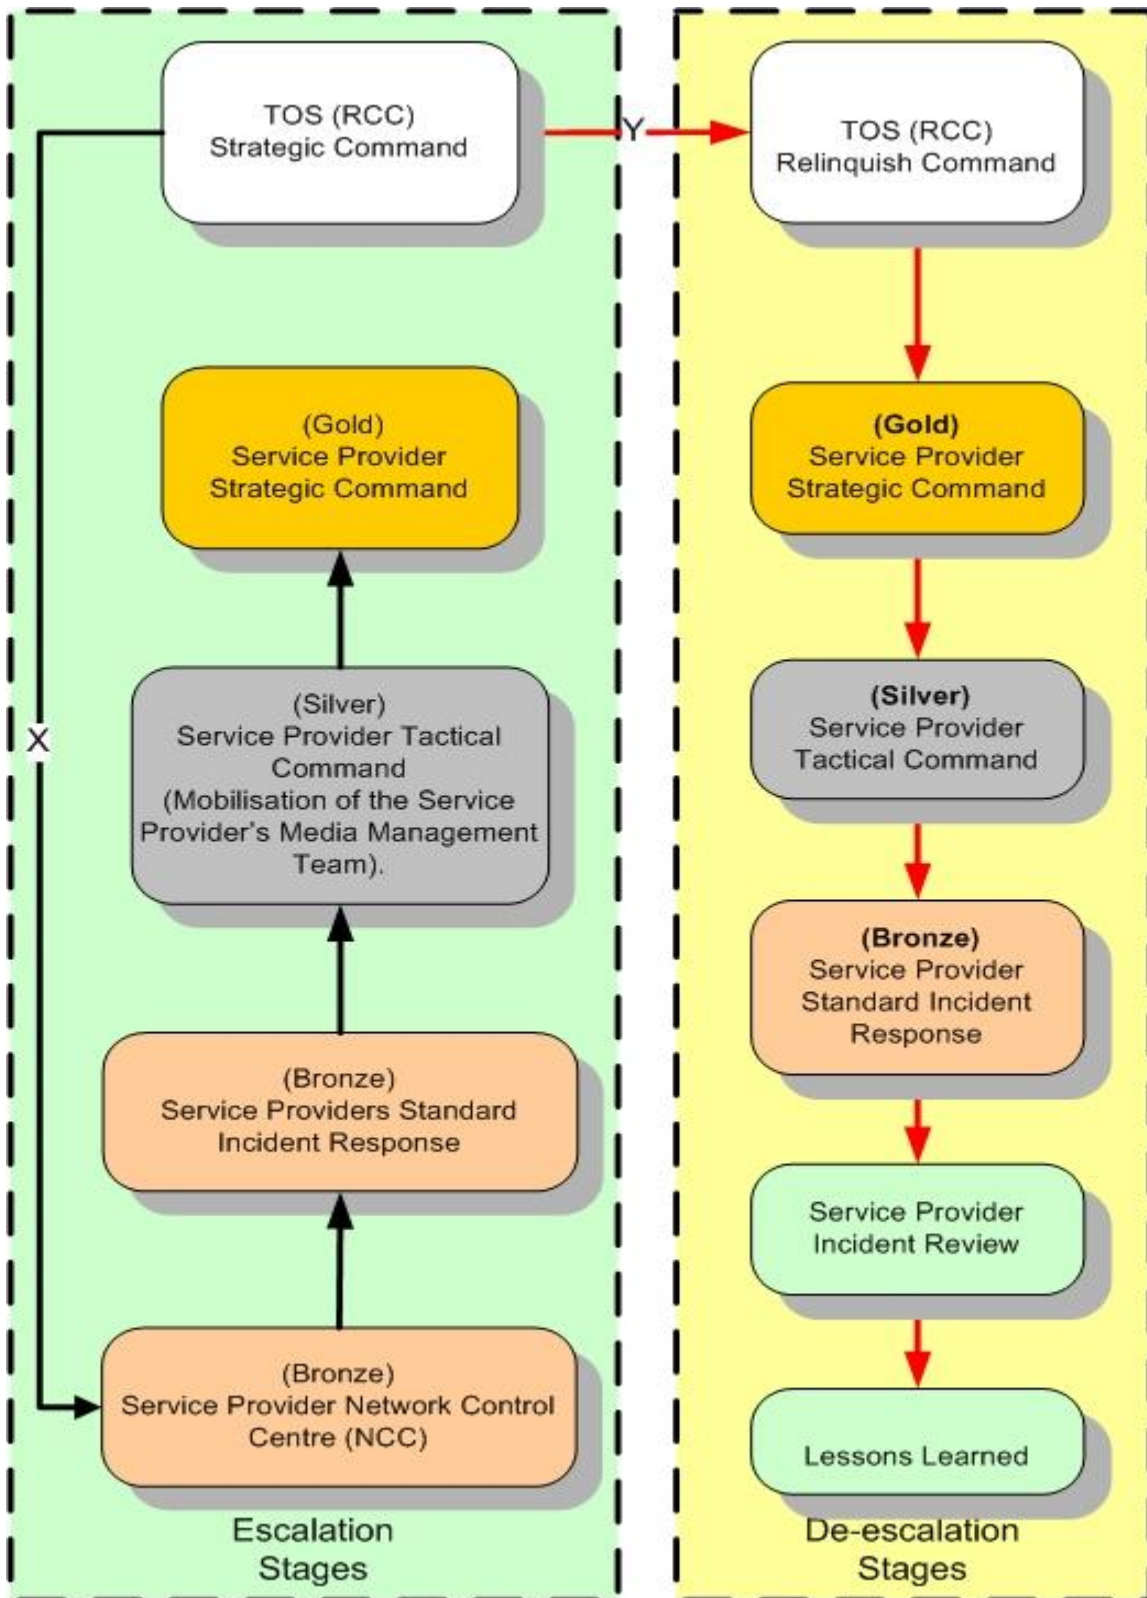 TOS (RCC)
Strategic Command
(Gold)
Service Provider
Strategic Command
(Silver)
Service Provider Tactical
Command
(Mobilisation of the Service
Provider's Media Management
Team).
(Bronze)
Service Providers Standard
Incident Response
(Bronze)
Service Provider Network Control
Centre (NCC)
X
Escalation
Stages
Y
TOS (RCC)
Relinquish Command
(Gold)
Service Provider
Strategic Command
(Silver)
Service Provider
Tactical Command
(Bronze)
Service Provider
Standard Incident
Response
Service Provider
Incident Review
Lessons Learned
De-escalation
Stages